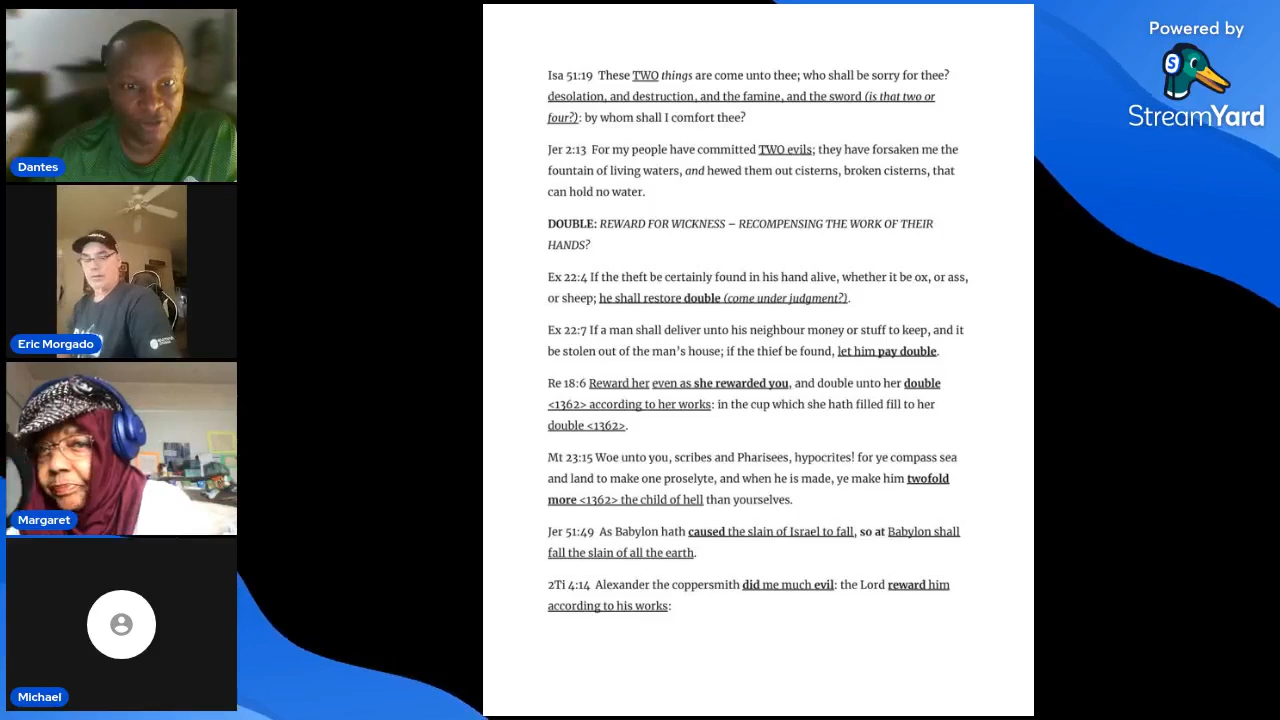 Dantes
Eric Morgado
Margaret
Michael
Isa 51:19 These TWO things are come unto thee; who shall be sorry for thee?
desolation, and destruction, and the famine, and the sword (is that two or
four?): by whom shall I comfort thee?
Jer 2:13 For my people have committed TWO evils; they have forsaken me the
fountain of living waters, and hewed them out cisterns, broken cisterns, that
can hold no water.
DOUBLE: REWARD FOR WICKNESS – RECOMPENSING THE WORK OF THEIR
HANDS?
Ex 22:4 If the theft be certainly found in his hand alive, whether it be ox, or ass,
or sheep; he shall restore double (come under judgment?).
Ex 22:7 If a man shall deliver unto his neighbour money or stuff to keep, and it
be stolen out of the man's house; if the thief be found, let him pay double.
Re 18:6 Reward her even as she rewarded you, and double unto her double
<1362> according to her works: in the cup which she hath filled fill to her
double <1362>.
Mt 23:15 Woe unto you, scribes and Pharisees, hypocrites! for ye compass sea
and land to make one proselyte, and when he is made, ye make him twofold
more <1362> the child of hell than yourselves.
Jer 51:49 As Babylon hath caused the slain of Israel to fall, so at Babylon shall
fall the slain of all the earth.
2Ti 4:14 Alexander the coppersmith did me much evil: the Lord reward him
according to his works:
Powered by
S
StreamYard